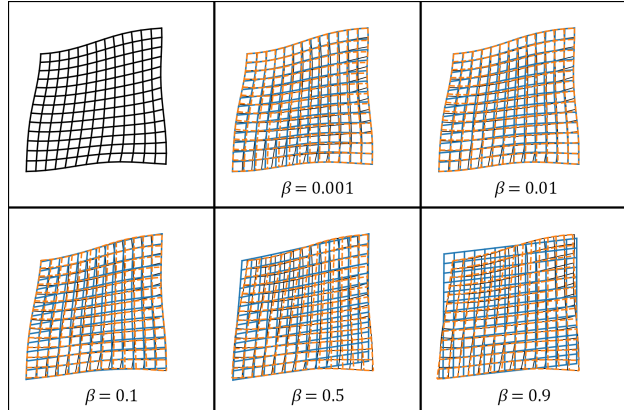 β = 0.001
β = 0.01
β = 0.1
β = 0.5
β = 0.9